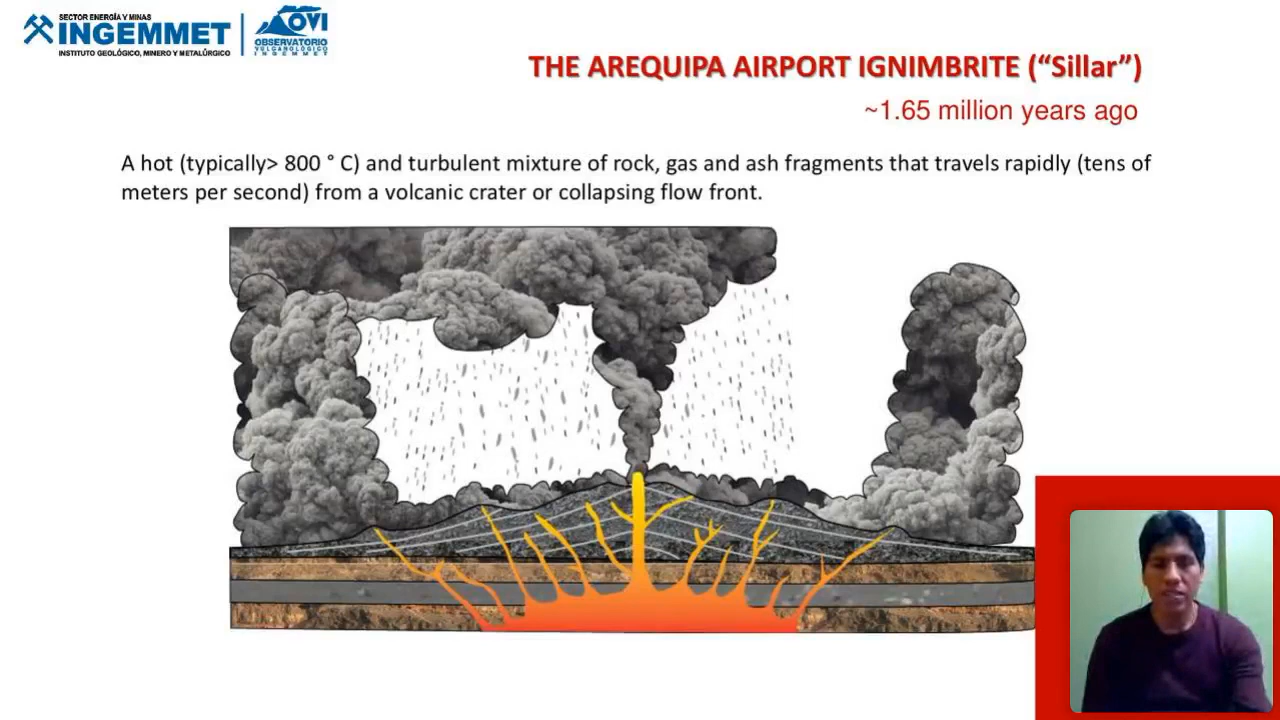 SECTOR ENERGÍA Y MINAS
INGEMMET
INSTITUTO GEOLÓGICO, MINERO Y METALÚRGICO
OVI
OBSERVATORIO
VULCANOLÓGICO
INGEMMET
THE AREQUIPA AIRPORT IGNIMBRITE (“Sillar”)
~1.65 million years ago
A hot (typically> 800 ° C) and turbulent mixture of rock, gas and ash fragments that travels rapidly (tens of
meters per second) from a volcanic crater or collapsing flow front.